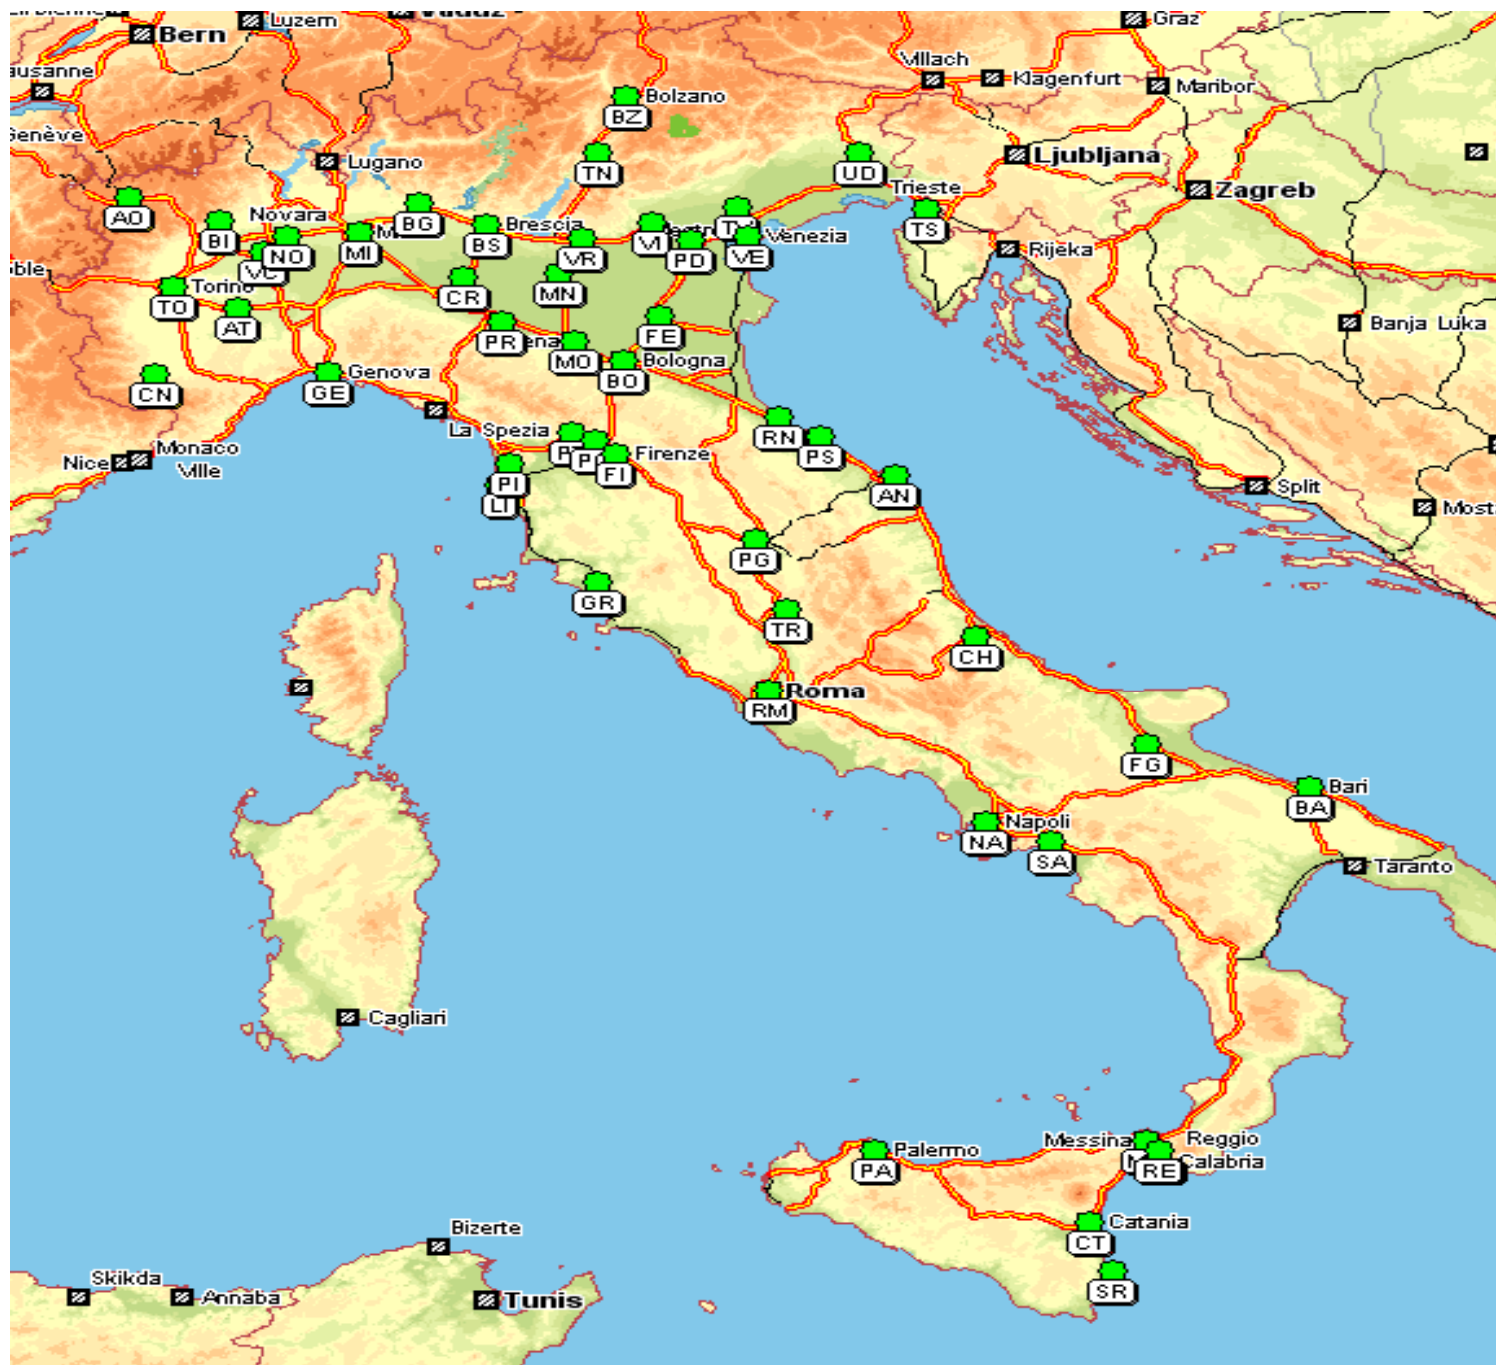 Luzern
Graz
Bern
Villach
Klagenfurt
Maribor
Bolzano
BZ
Lugano
Ljubljana
TN
UD
Trieste
Zagreb
AO
Novara
BG
Brescia
BI
NO
MI
BS
VR
VI
PD
VE
Venezia
TS
Rijeka
Torino
TO
CR
MN
AT
PR
FE
Banja Luka
MO
Bologna
BO
Genova
GE
CN
La Spezia
RN
PS
Monaco
Ville
Nice
Firenze
FI
PI
LT
AN
Split
PG
GR
TR
CH
Roma
RM
FG
Bari
BA
Napoli
NA
SA
Taranto
Cagliari
Messina
Reggio
Calabria
RE
Palermo
PA
Catania
CT
Bizerte
SR
Skikda
Annaba
Tunis